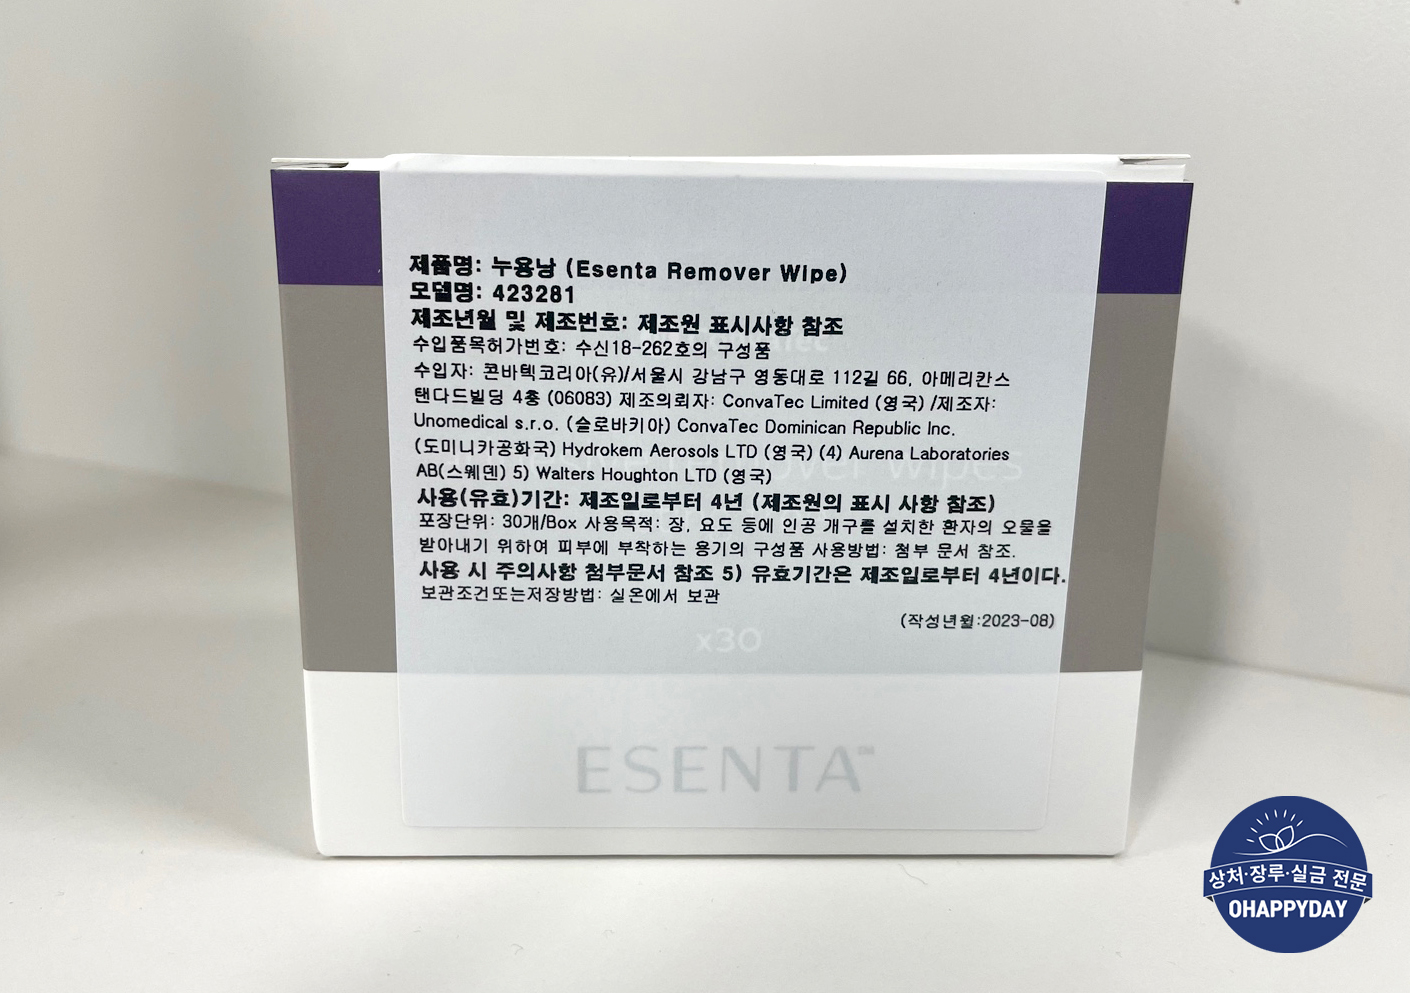 제품명: 누용낭 (Esenta Remover Wipe)
모델명: 423281
제조년월 및 제조번호: 제조원 표시사항 참조
수입품목허가번호: 수신18-262호의 구성품
수입자: 콘바텍코리아(유)/서울시 강남구 영동대로 112길 66, 아메리칸스
탠다드빌딩 4층 (06083) 제조의뢰자: ConvaTec Limited (영국) /제조자:
Unomedical s.r.o. (슬로바키아) ConvaTec Dominican Republic Inc.
(도미니카공화국) Hydrokem Aerosols LTD (영국) (4) Aurena Laboratories
AB(스웨덴) 5) Walters Houghton LTD (영국)
wipes
사용(유효)기간: 제조일로부터 4년 (제조원의 표시 사항 참조)
포장단위: 30개/Box 사용목적: 장, 요도 등에 인공 개구를 설치한 환자의 오물을
받아내기 위하여 피부에 부착하는 용기의 구성품 사용방법: 첨부 문서 참조.
사용 시 주의사항 첨부문서 참조 5) 유효기간은 제조일로부터 4년이다.
보관조건또는저장방법: 실온에서 보관
(작성년월:2023-08)
x30
ESENTA™
상처·장루·실금 전문
OHAPPYDAY